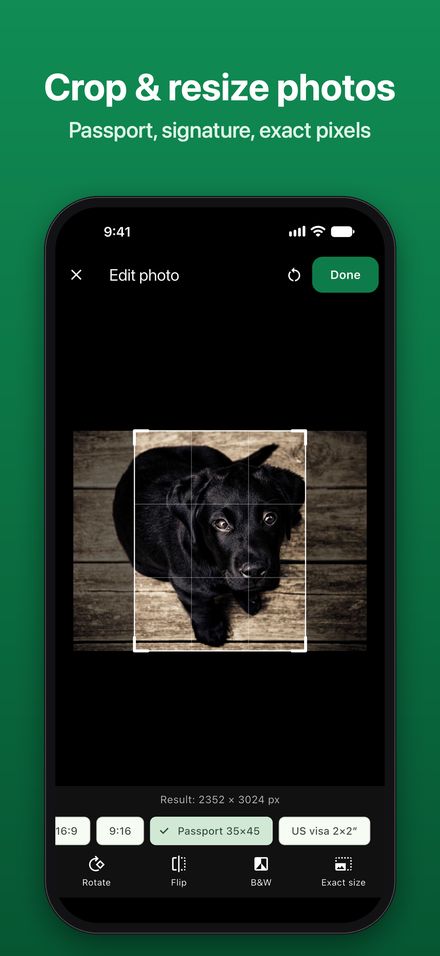 Crop & resize photos
Passport, signature, exact pixels
9:41
Edit photo
Done
Result: 2352 × 3024 px
16:9
9:16
Passport 35×45
US visa 2×2″
Rotate
Flip
B&W
Exact size